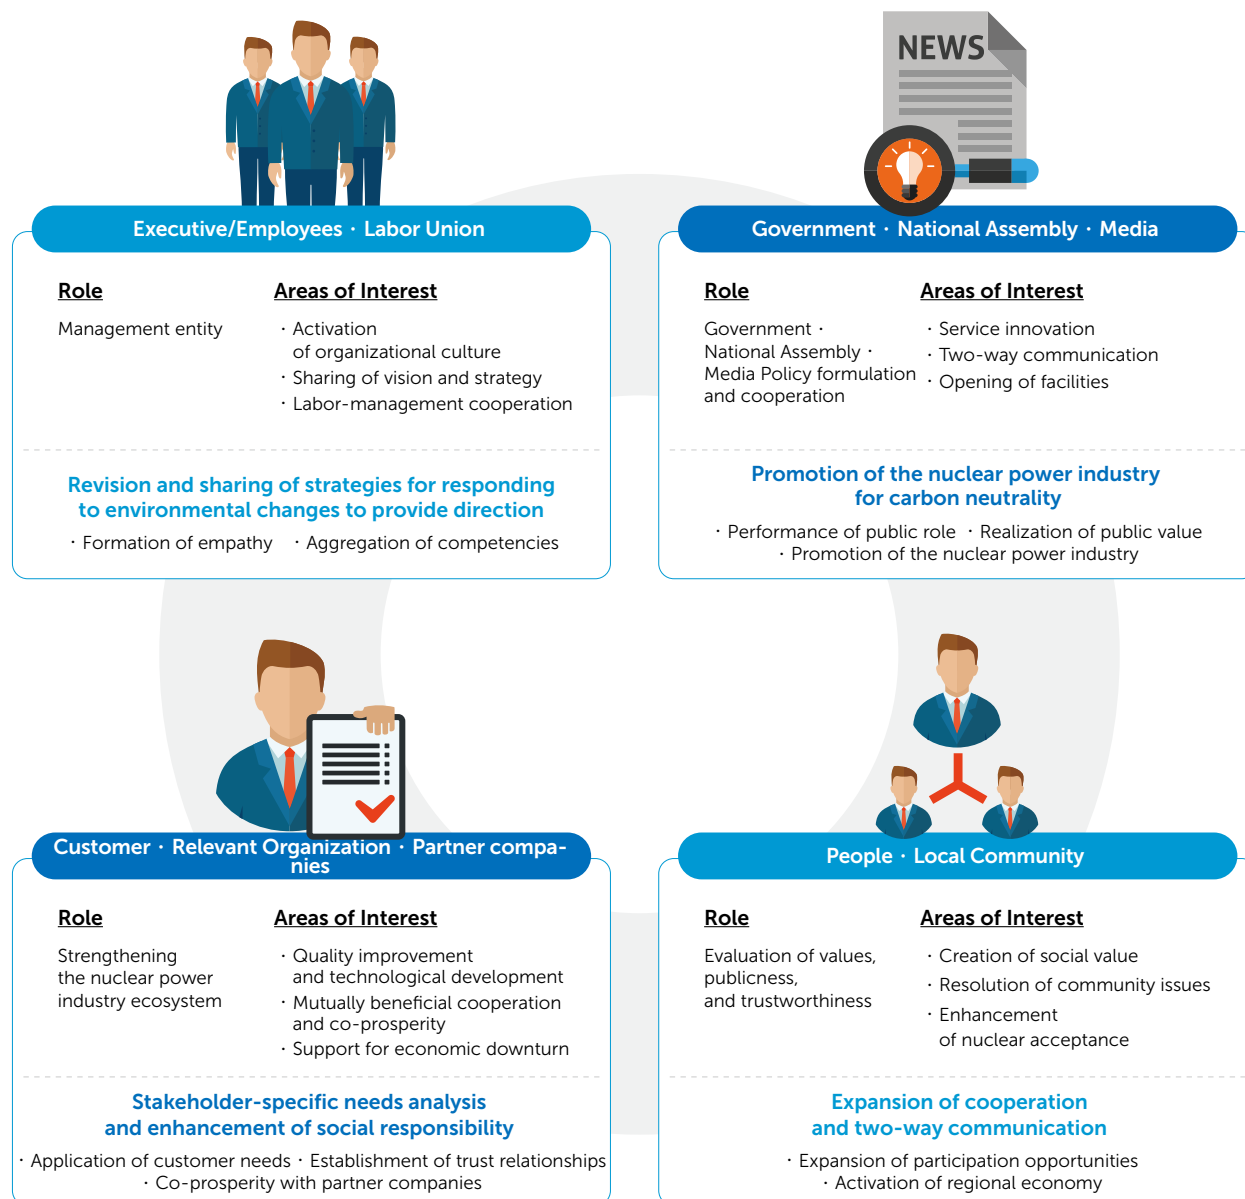 NEWS
Executive/Employees · Labor Union
Role
Areas of Interest
Management entity
· Activation
of organizational culture
· Sharing of vision and strategy
· Labor-management cooperation
Revision and sharing of strategies for responding
to environmental changes to provide direction
· Formation of empathy · Aggregation of competencies
Government · National Assembly · Media
Role
Areas of Interest
Government ·
National Assembly ·
Media Policy formulation
and cooperation
· Service innovation
· Two-way communication
· Opening of facilities
Promotion of the nuclear power industry
for carbon neutrality
· Performance of public role · Realization of public value
· Promotion of the nuclear power industry
Customer · Relevant Organization · Partner compa-
nies
Role
Areas of Interest
Strengthening
the nuclear power
industry ecosystem
· Quality improvement
and technological development
· Mutually beneficial cooperation
and co-prosperity
· Support for economic downturn
Stakeholder-specific needs analysis
and enhancement of social responsibility
· Application of customer needs · Establishment of trust relationships
· Co-prosperity with partner companies
People · Local Community
Role
Areas of Interest
Evaluation of values,
publicness,
and trustworthiness
· Creation of social value
· Resolution of community issues
· Enhancement
of nuclear acceptance
Expansion of cooperation
and two-way communication
· Expansion of participation opportunities
· Activation of regional economy